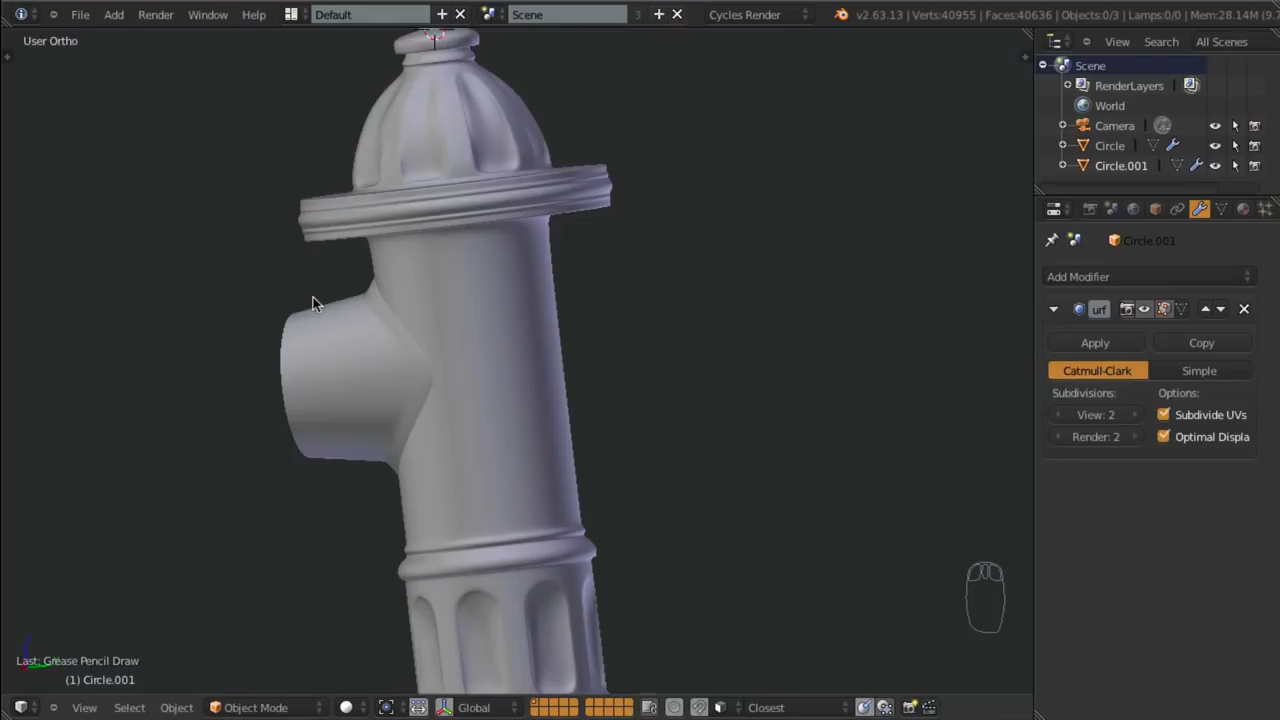 File Add Render Window Help Default Scene 3 Cycles Render v2.63.13 | Verts:40955 | Faces:40636 | Objects:0/3 | Lamps:0/0 | Mem:28.14M (9.
User Ortho
View Search All Scenes
Scene
RenderLayers
World
Camera
Circle
Circle.001
Circle.001
Add Modifier
urf
Apply Copy
Catmull-Clark Simple
Subdivisions: Options:
View: 2 Subdivide UVs
Render: 2 Optimal Displa
Last: Grease Pencil Draw
(1) Circle.001
View Select Object Object Mode Global Closest